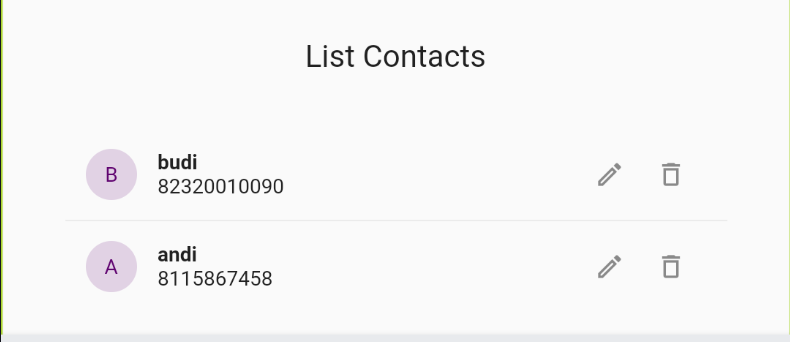 List Contacts
B
budi
82320010090
A
andi
8115867458